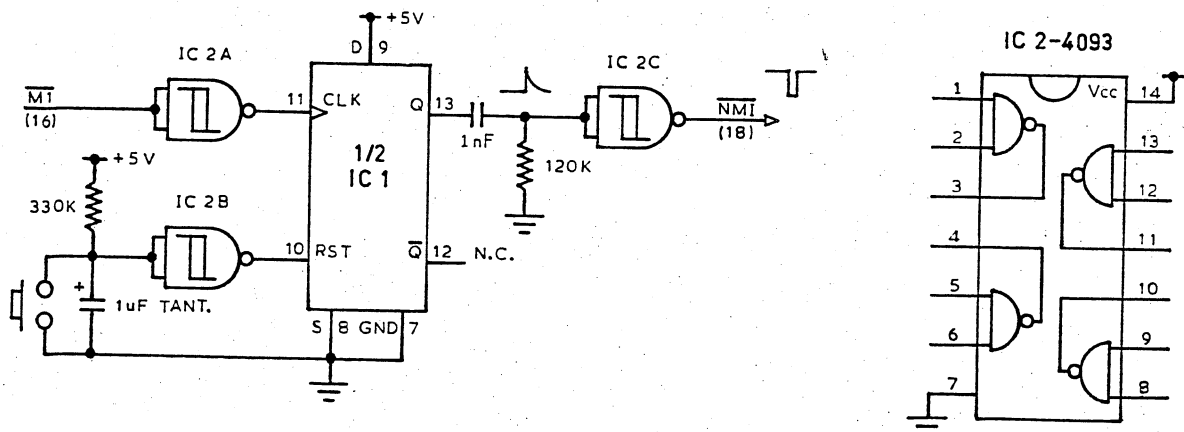 +5V
D 9
IC 2A
M1
(16)
11 CLK
Q 13
1nF
IC 2C
NMI
(18)
120K
1/2
IC 1
+5V
330K
IC 2B
10 RST
Q 12 N.C.
+
1uF TANT.
S 8 GND 7
IC 2-4093
Vcc
1
2
3
4
5
6
7
14
13
12
11
10
9
8